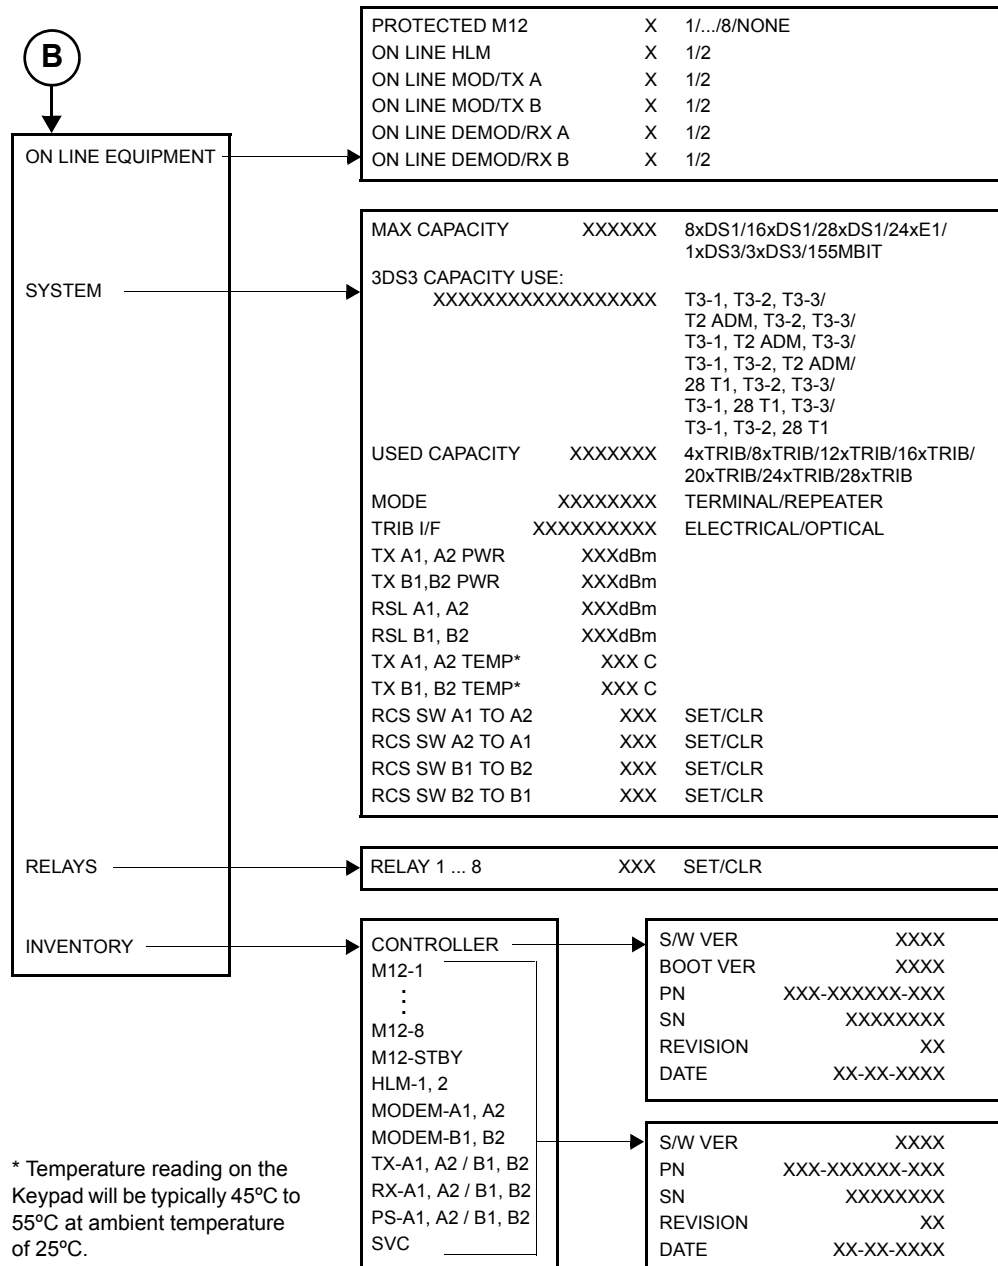 B
ON LINE EQUIPMENT
PROTECTED M12 X 1/.../8/NONE
ON LINE HLM X 1/2
ON LINE MOD/TX A X 1/2
ON LINE MOD/TX B X 1/2
ON LINE DEMOD/RX A X 1/2
ON LINE DEMOD/RX B X 1/2
SYSTEM
MAX CAPACITY XXXXXX 8xDS1/16xDS1/28xDS1/24xE1/
1xDS3/3xDS3/155MBIT
3DS3 CAPACITY USE:
XXXXXXXXXXXXXXXXXX T3-1, T3-2, T3-3/
T2 ADM, T3-2, T3-3/
T3-1, T2 ADM, T3-3/
T3-1, T3-2, T2 ADM/
28 T1, T3-2, T3-3/
T3-1, 28 T1, T3-3/
T3-1, T3-2, 28 T1
USED CAPACITY XXXXXXX 4xTRIB/8xTRIB/12xTRIB/16xTRIB/
20xTRIB/24xTRIB/28xTRIB
MODE XXXXXXXX TERMINAL/REPEATER
TRIB I/F XXXXXXXXXX ELECTRICAL/OPTICAL
TX A1, A2 PWR XXXdBm
TX B1,B2 PWR XXXdBm
RSL A1, A2 XXXdBm
RSL B1, B2 XXXdBm
TX A1, A2 TEMP* XXX C
TX B1, B2 TEMP* XXX C
RCS SW A1 TO A2 XXX SET/CLR
RCS SW A2 TO A1 XXX SET/CLR
RCS SW B1 TO B2 XXX SET/CLR
RCS SW B2 TO B1 XXX SET/CLR
RELAYS
RELAY 1 ... 8 XXX SET/CLR
INVENTORY
CONTROLLER
M12-1
⋮
M12-8
M12-STBY
HLM-1, 2
MODEM-A1, A2
MODEM-B1, B2
TX-A1, A2 / B1, B2
RX-A1, A2 / B1, B2
PS-A1, A2 / B1, B2
SVC
S/W VER XXXX
BOOT VER XXXX
PN XXX-XXXXXX-XXX
SN XXXXXXXX
REVISION XX
DATE XX-XX-XXXX
S/W VER XXXX
PN XXX-XXXXXX-XXX
SN XXXXXXXX
REVISION XX
DATE XX-XX-XXXX
* Temperature reading on the
Keypad will be typically 45ºC to
55ºC at ambient temperature
of 25ºC.